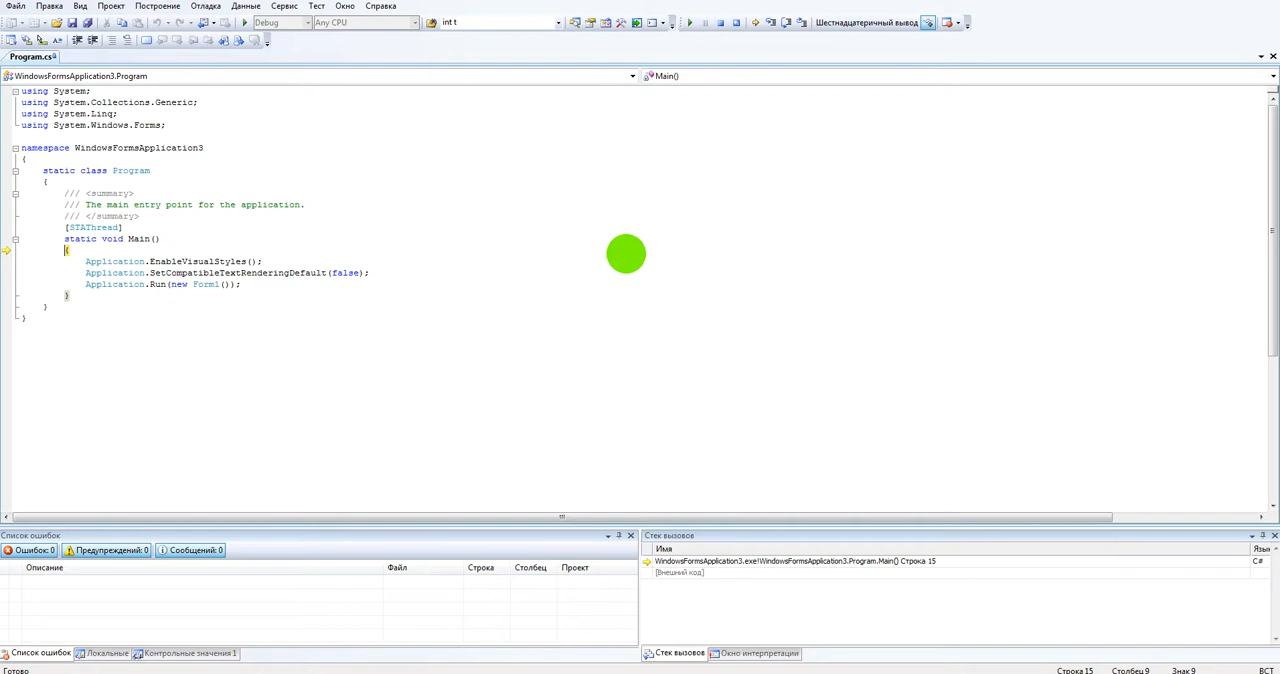 Файл Правка Вид Проект Построение Отладка Данные Сервис Тест Окно Справка
Debug Any CPU int t Шестнадцатеричный вывод
Program.cs
WindowsFormsApplication3.Program Main()
using System;
using System.Collections.Generic;
using System.Linq;
using System.Windows.Forms;
namespace WindowsFormsApplication3
{
static class Program
{
/// <summary>
/// The main entry point for the application.
/// </summary>
[STAThread]
static void Main()
{
Application.EnableVisualStyles();
Application.SetCompatibleTextRenderingDefault(false);
Application.Run(new Form1());
}
}
}
Список ошибок
Ошибок: 0 Предупреждений: 0 Сообщений: 0
Описание Файл Строка Столбец Проект
Список ошибок Локальные Контрольные значения 1
Стек вызовов
Имя Язык
WindowsFormsApplication3.exe!WindowsFormsApplication3.Program.Main() Строка 15 C#
[Внешний код]
Стек вызовов Окно интерпретации
Готово Строка 15 Столбец 9 Знак 9 ВСТ